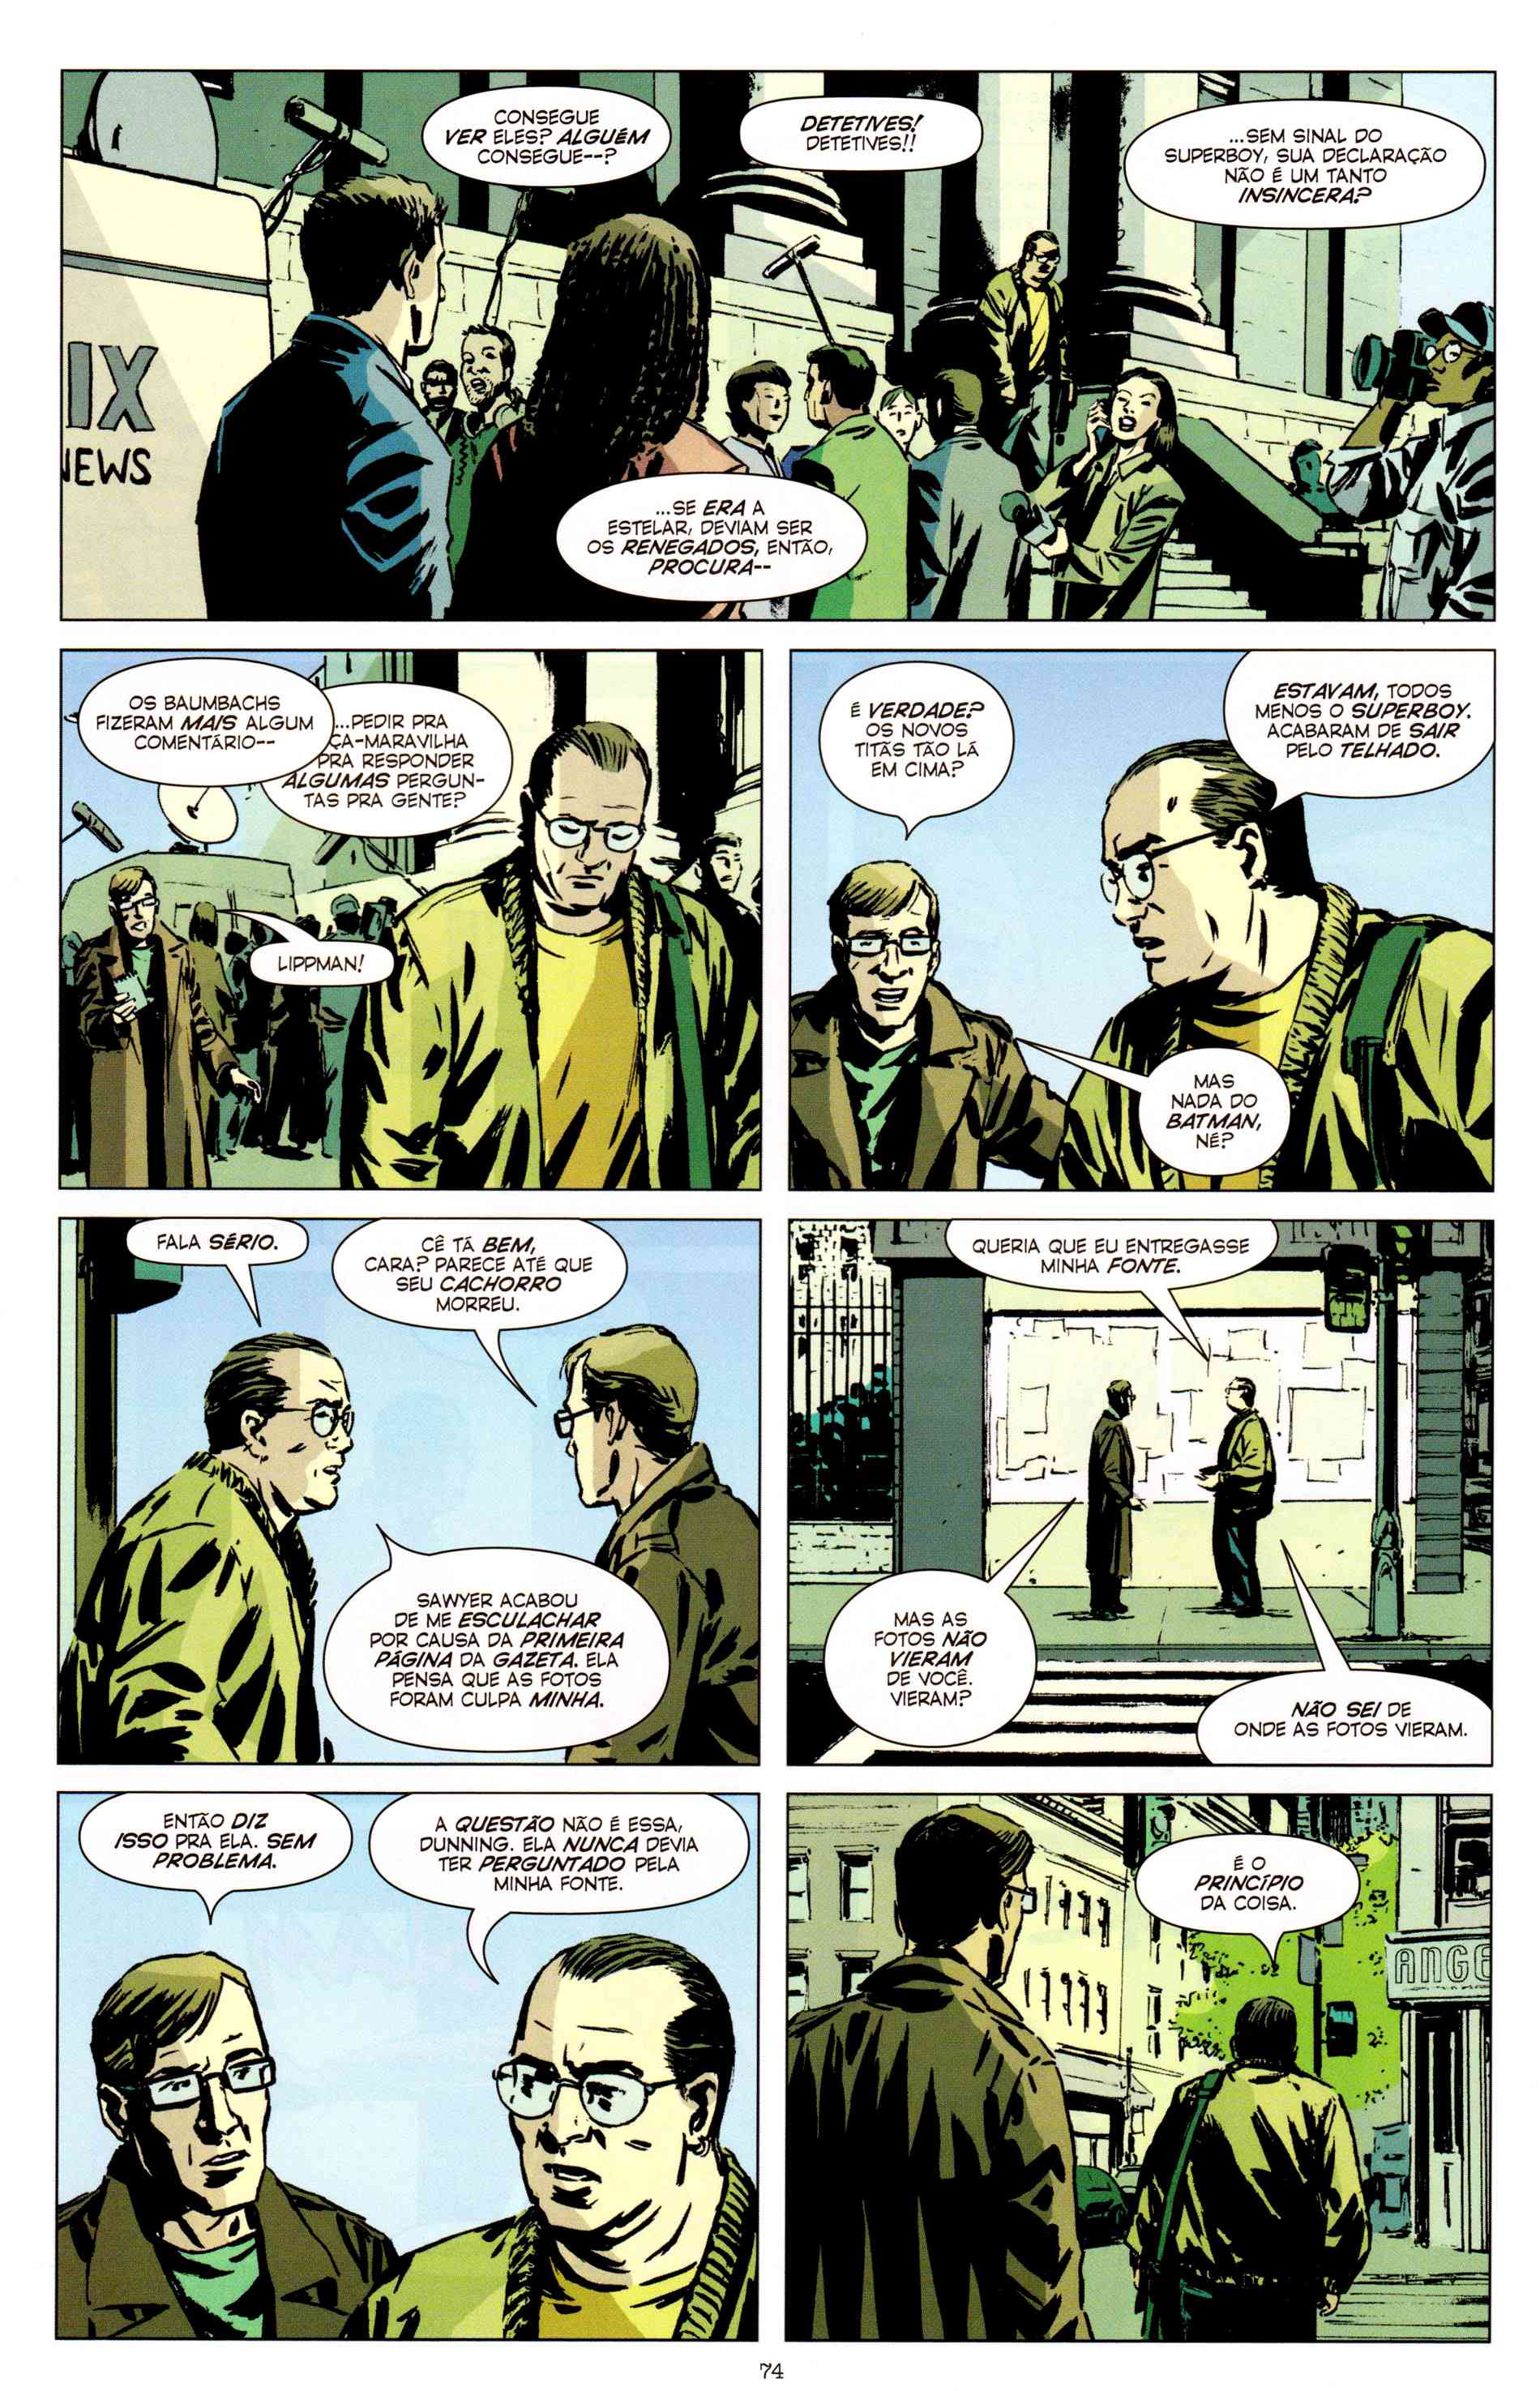 CONSEGUE
VER ELES? ALGUÉM
CONSEGUE--?
DETETIVES!
DETETIVES!!
...SEM SINAL DO
SUPERBOY, SUA DECLARAÇÃO
NÃO É UM TANTO
INSINCERA?
IX
NEWS
...SE ERA A
ESTELAR, DEVIAM SER
OS RENEGADOS, ENTÃO,
PROCURA--
OS BAUMBACHS
FIZERAM MAIS ALGUM
COMENTÁRIO--
...PEDIR PRA
ÇA-MARAVILHA
PRA RESPONDER
ALGUMAS PERGUN-
TAS PRA GENTE?
LIPPMAN!
É VERDADE?
OS NOVOS
TITÃS TÃO LÁ
EM CIMA?
ESTAVAM, TODOS
MENOS O SUPERBOY.
ACABARAM DE SAIR
PELO TELHADO.
MAS
NADA DO
BATMAN,
NÉ?
FALA SÉRIO.
CÊ TÁ BEM,
CARA? PARECE ATÉ QUE
SEU CACHORRO
MORREU.
SAWYER ACABOU
DE ME ESCULACHAR
POR CAUSA DA PRIMEIRA
PÁGINA DA GAZETA. ELA
PENSA QUE AS FOTOS
FORAM CULPA MINHA.
QUERIA QUE EU ENTREGASSE
MINHA FONTE.
MAS AS
FOTOS NÃO
VIERAM
DE VOCÊ.
VIERAM?
NÃO SEI DE
ONDE AS FOTOS VIERAM.
ENTÃO DIZ
ISSO PRA ELA. SEM
PROBLEMA.
A QUESTÃO NÃO É ESSA,
DUNNING. ELA NUNCA DEVIA
TER PERGUNTADO PELA
MINHA FONTE.
É O
PRINCÍPIO
DA COISA.
ANGE
74